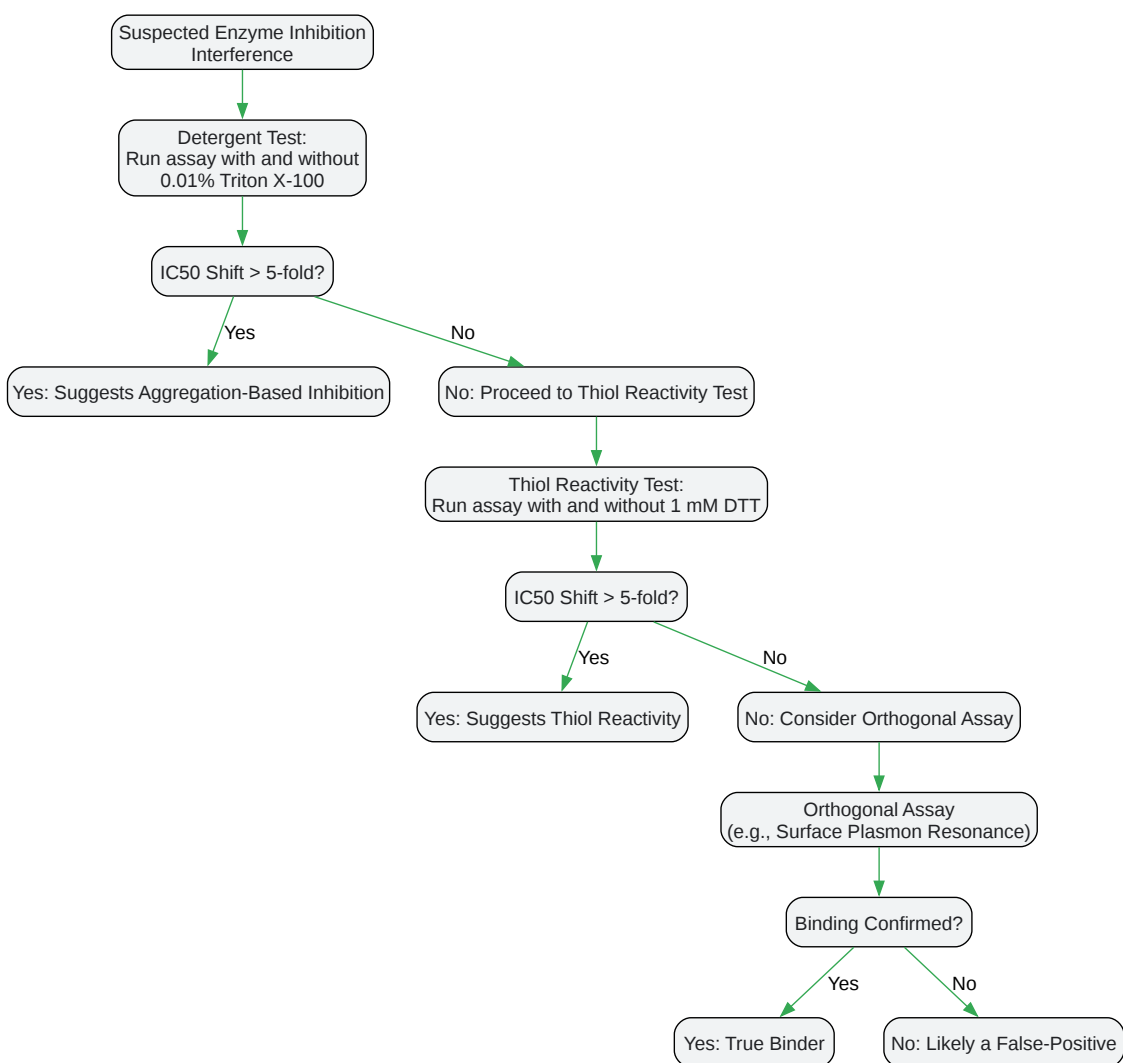 Suspected Enzyme Inhibition
Interference
Detergent Test:
Run assay with and without
0.01% Triton X-100
IC50 Shift > 5-fold?
Yes
No
Yes: Suggests Aggregation-Based Inhibition
No: Proceed to Thiol Reactivity Test
Thiol Reactivity Test:
Run assay with and without 1 mM DTT
IC50 Shift > 5-fold?
Yes
No
Yes: Suggests Thiol Reactivity
No: Consider Orthogonal Assay
Orthogonal Assay
(e.g., Surface Plasmon Resonance)
Binding Confirmed?
Yes
No
Yes: True Binder
No: Likely a False-Positive